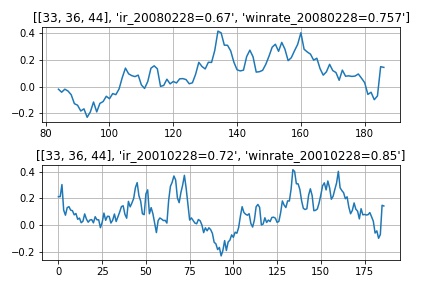 [[33, 36, 44], 'ir_20080228=0.67', 'winrate_20080228=0.757']
0.4
0.2
0.0
−0.2
80 100 120 140 160 180
[[33, 36, 44], 'ir_20010228=0.72', 'winrate_20010228=0.85']
0.4
0.2
0.0
−0.2
0 25 50 75 100 125 150 175